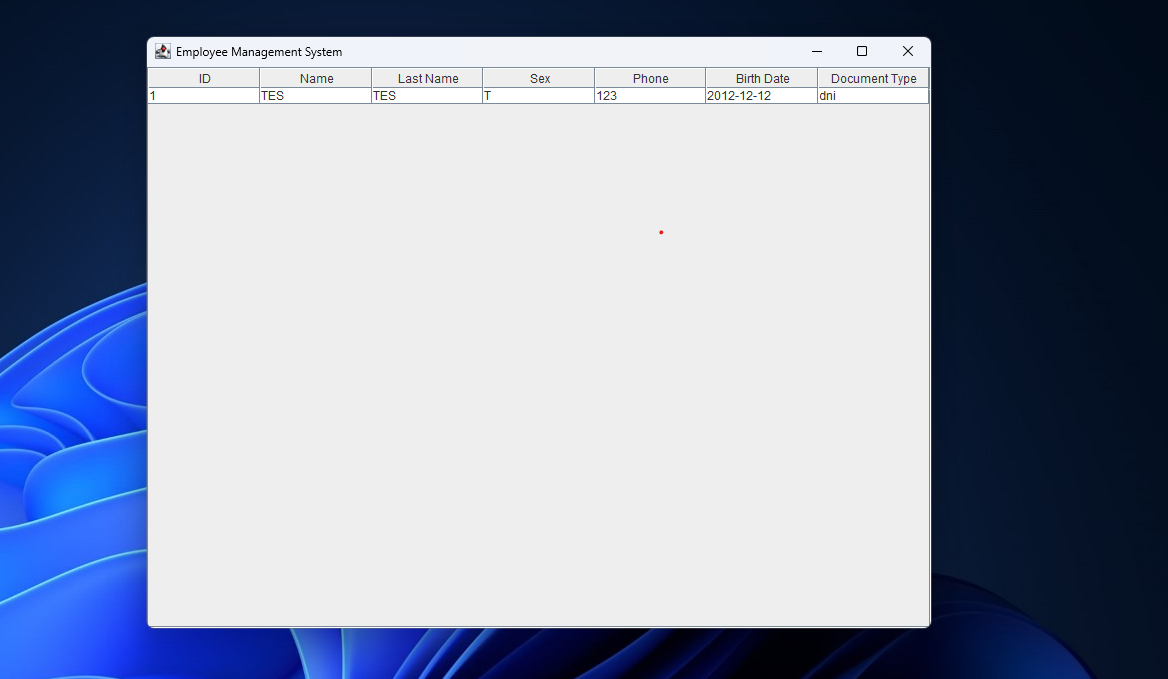 Employee Management System
ID Name Last Name Sex Phone Birth Date Document Type
1 TES TES T 123 2012-12-12 dni